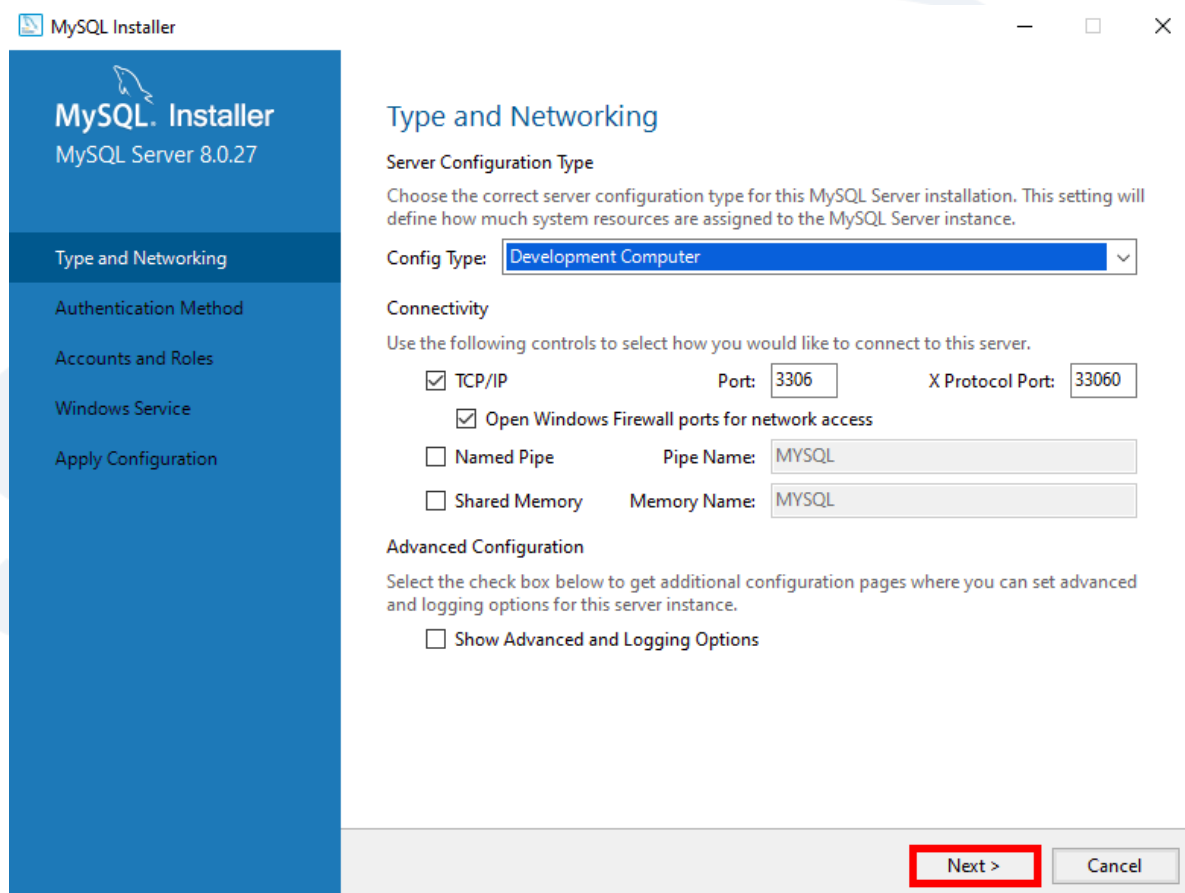 MySQL Installer
MySQL. Installer
MySQL Server 8.0.27
Type and Networking
Authentication Method
Accounts and Roles
Windows Service
Apply Configuration
Type and Networking
Server Configuration Type
Choose the correct server configuration type for this MySQL Server installation. This setting will
define how much system resources are assigned to the MySQL Server instance.
Config Type: Development Computer
Connectivity
Use the following controls to select how you would like to connect to this server.
TCP/IP Port: 3306 X Protocol Port: 33060
Open Windows Firewall ports for network access
Named Pipe Pipe Name: MYSQL
Shared Memory Memory Name: MYSQL
Advanced Configuration
Select the check box below to get additional configuration pages where you can set advanced
and logging options for this server instance.
Show Advanced and Logging Options
Next > Cancel